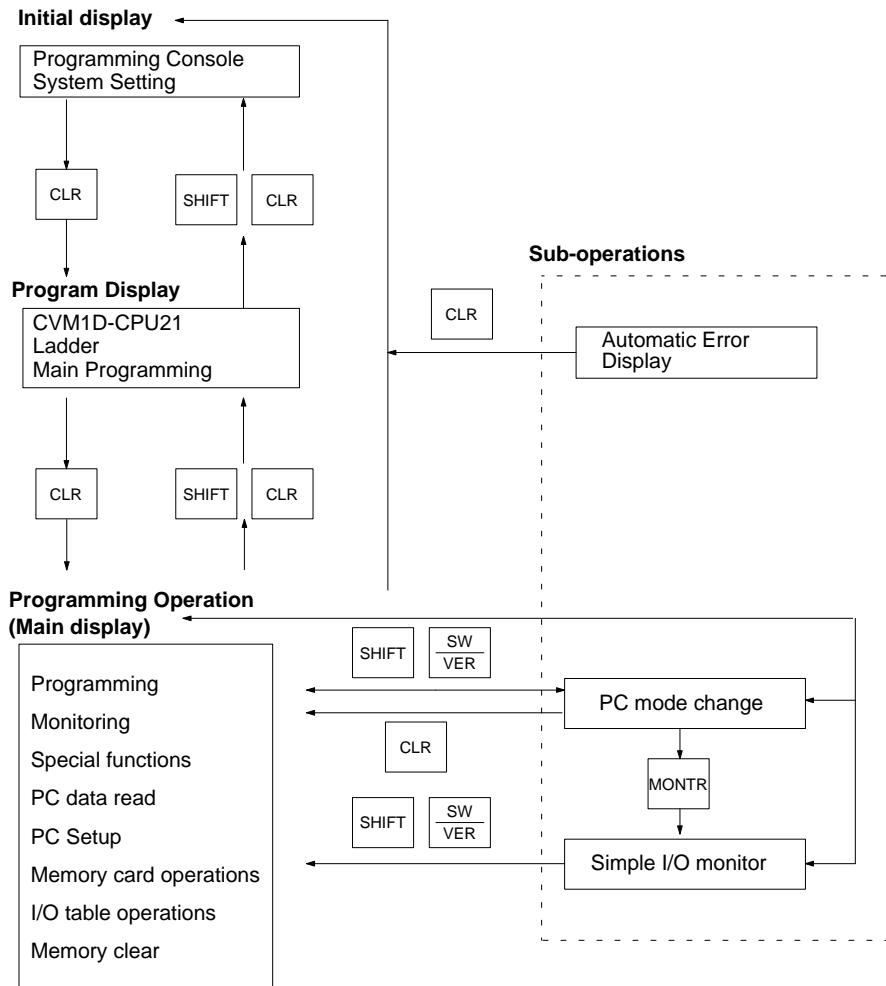 Initial display
Programming Console
System Setting
CLR
SHIFT CLR
Sub-operations
Program Display
CLR
CVM1D-CPU21
Ladder
Main Programming
Automatic Error
Display
CLR
SHIFT CLR
Programming Operation
(Main display)
SHIFT SW
VER
Programming
PC mode change
Monitoring
CLR
Special functions
MONTR
PC data read
SHIFT SW
VER
PC Setup
Simple I/O monitor
Memory card operations
I/O table operations
Memory clear